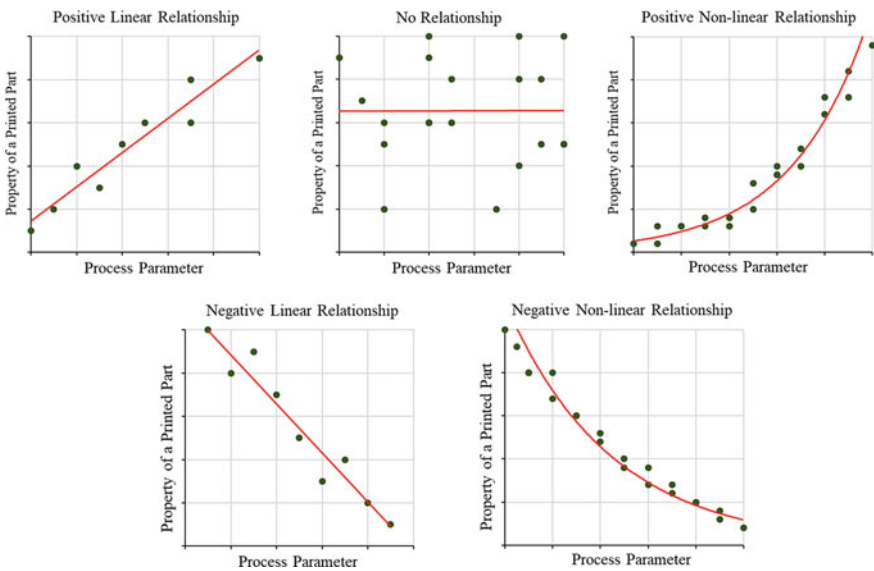 Positive Linear Relationship
No Relationship
Positive Non-linear Relationship
Property of a Printed Part
Property of a Printed Part
Property of a Printed Part
Process Parameter
Process Parameter
Process Parameter
Negative Linear Relationship
Negative Non-linear Relationship
Property of a Printed Part
Property of a Printed Part
Process Parameter
Process Parameter